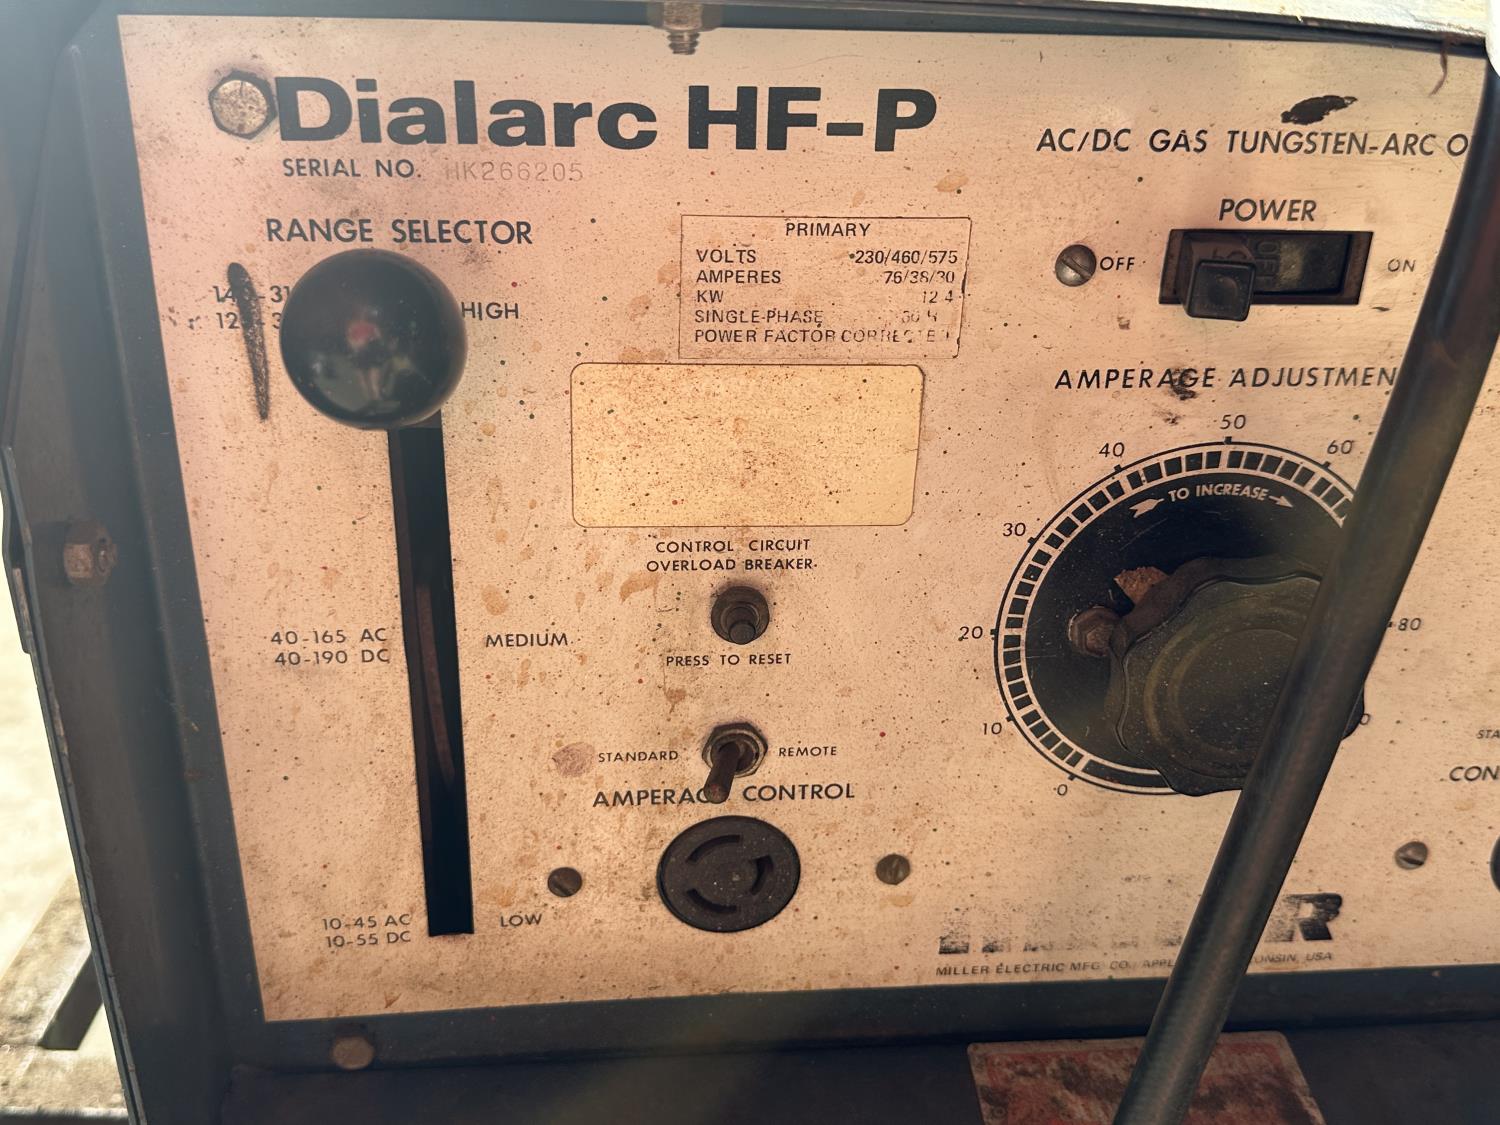 Dialarc HF-P
SERIAL NO. HK266205
AC/DC GAS TUNGSTEN-ARC
RANGE SELECTOR
HIGH
PRIMARY
VOLTS 230/460/575
AMPERES 76/38/30
KW 12.4
SINGLE-PHASE
POWER FACTOR CORRECTED
POWER
OFF
ON
AMPERAGE ADJUSTMEN
0 10 20 30 40 50 60 80
TO INCREASE
CONTROL CIRCUIT
OVERLOAD BREAKER
PRESS TO RESET
40-165 AC
40-190 DC
MEDIUM
STANDARD
REMOTE
AMPERAGE CONTROL
10-45 AC
10-55 DC
LOW
MILLER ELECTRIC MFG. CO. USA